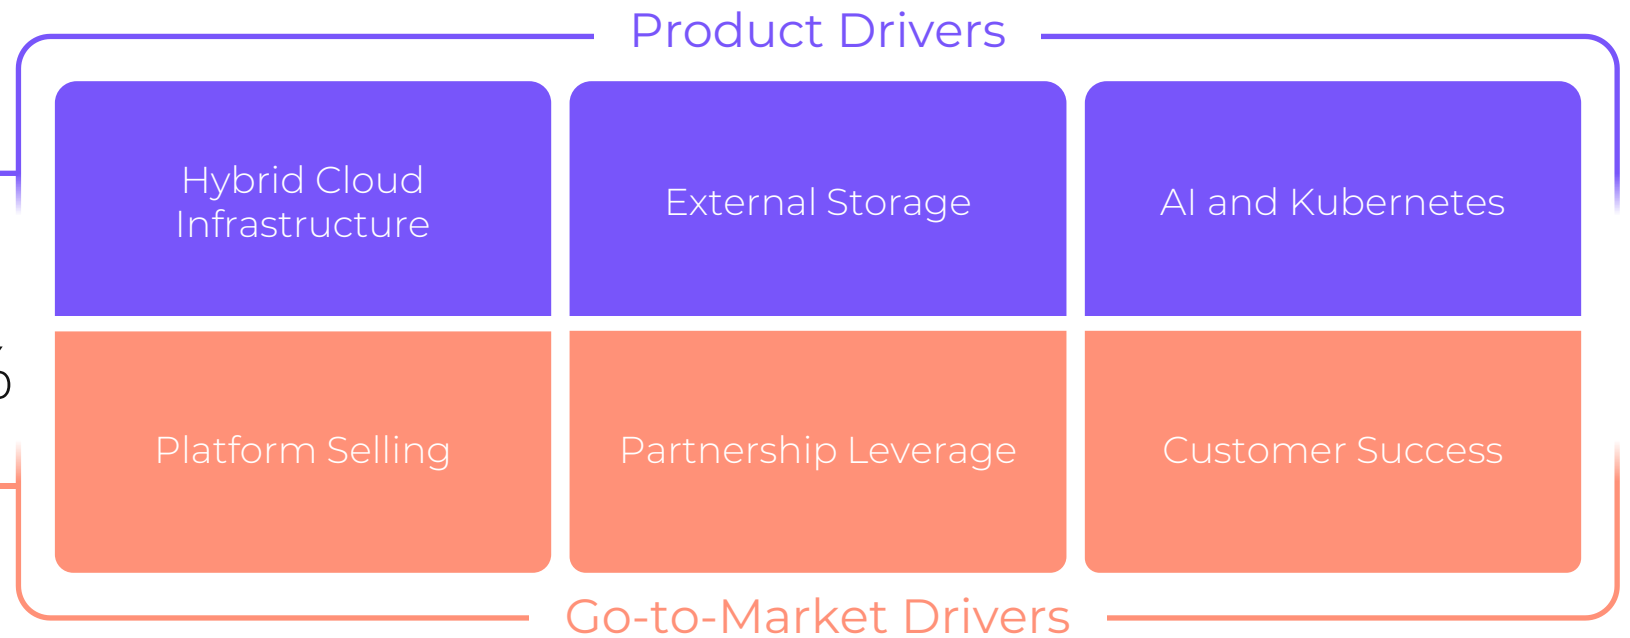 Product Drivers
Hybrid Cloud
Infrastructure
External Storage
AI and Kubernetes
%
Platform Selling
Partnership Leverage
Customer Success
Go-to-Market Drivers